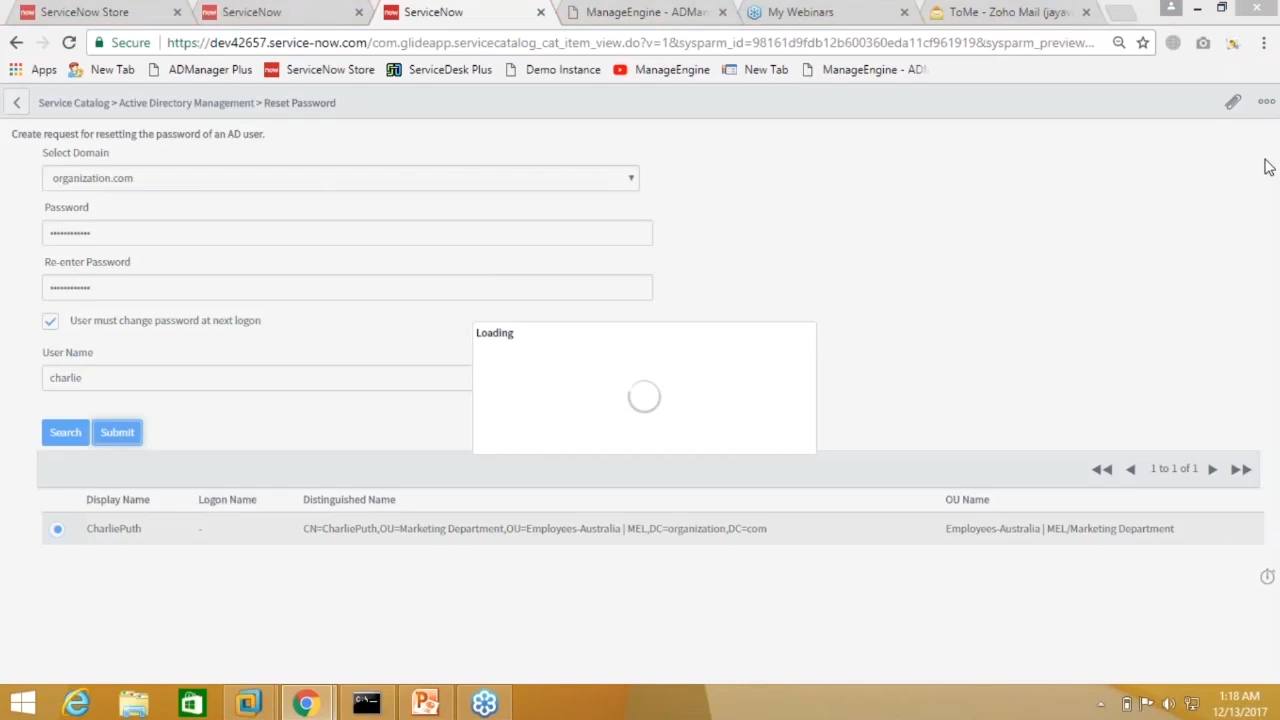 ServiceNow Store
ServiceNow
ServiceNow
ManageEngine - ADMan
My Webinars
ToMe - Zoho Mail (jayav
Secure
https://dev42657.service-now.com/com.glideapp.servicecatalog_cat_item_view.do?v=1&sysparm_id=98161d9fdb12b600360eda11cf961919&sysparm_preview...
Apps
New Tab
ADManager Plus
ServiceNow Store
ServiceDesk Plus
Demo Instance
ManageEngine
New Tab
ManageEngine - ADM
Service Catalog > Active Directory Management > Reset Password
Create request for resetting the password of an AD user.
Select Domain
organization.com
Password
••••••••••••
Re-enter Password
••••••••••••
User must change password at next logon
User Name
charlie
Loading
Search
Submit
1 to 1 of 1
Display Name Logon Name Distinguished Name OU Name
CharliePuth - CN=CharliePuth,OU=Marketing Department,OU=Employees-Australia | MEL,DC=organization,DC=com Employees-Australia | MEL/Marketing Department
1:18 AM
12/13/2017